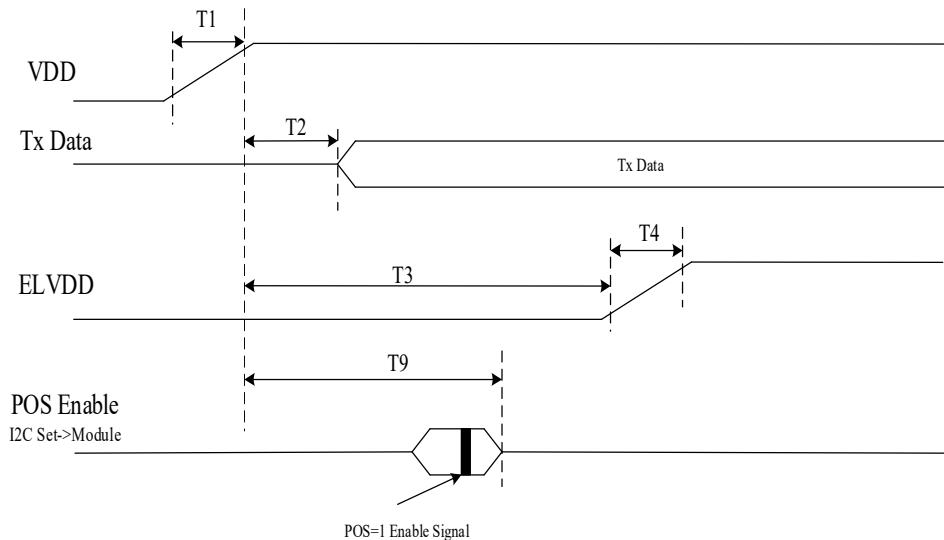 T1
VDD
T2
Tx Data
Tx Data
T4
T3
ELVDD
T9
POS Enable
I2C Set->Module
POS=1 Enable Signal